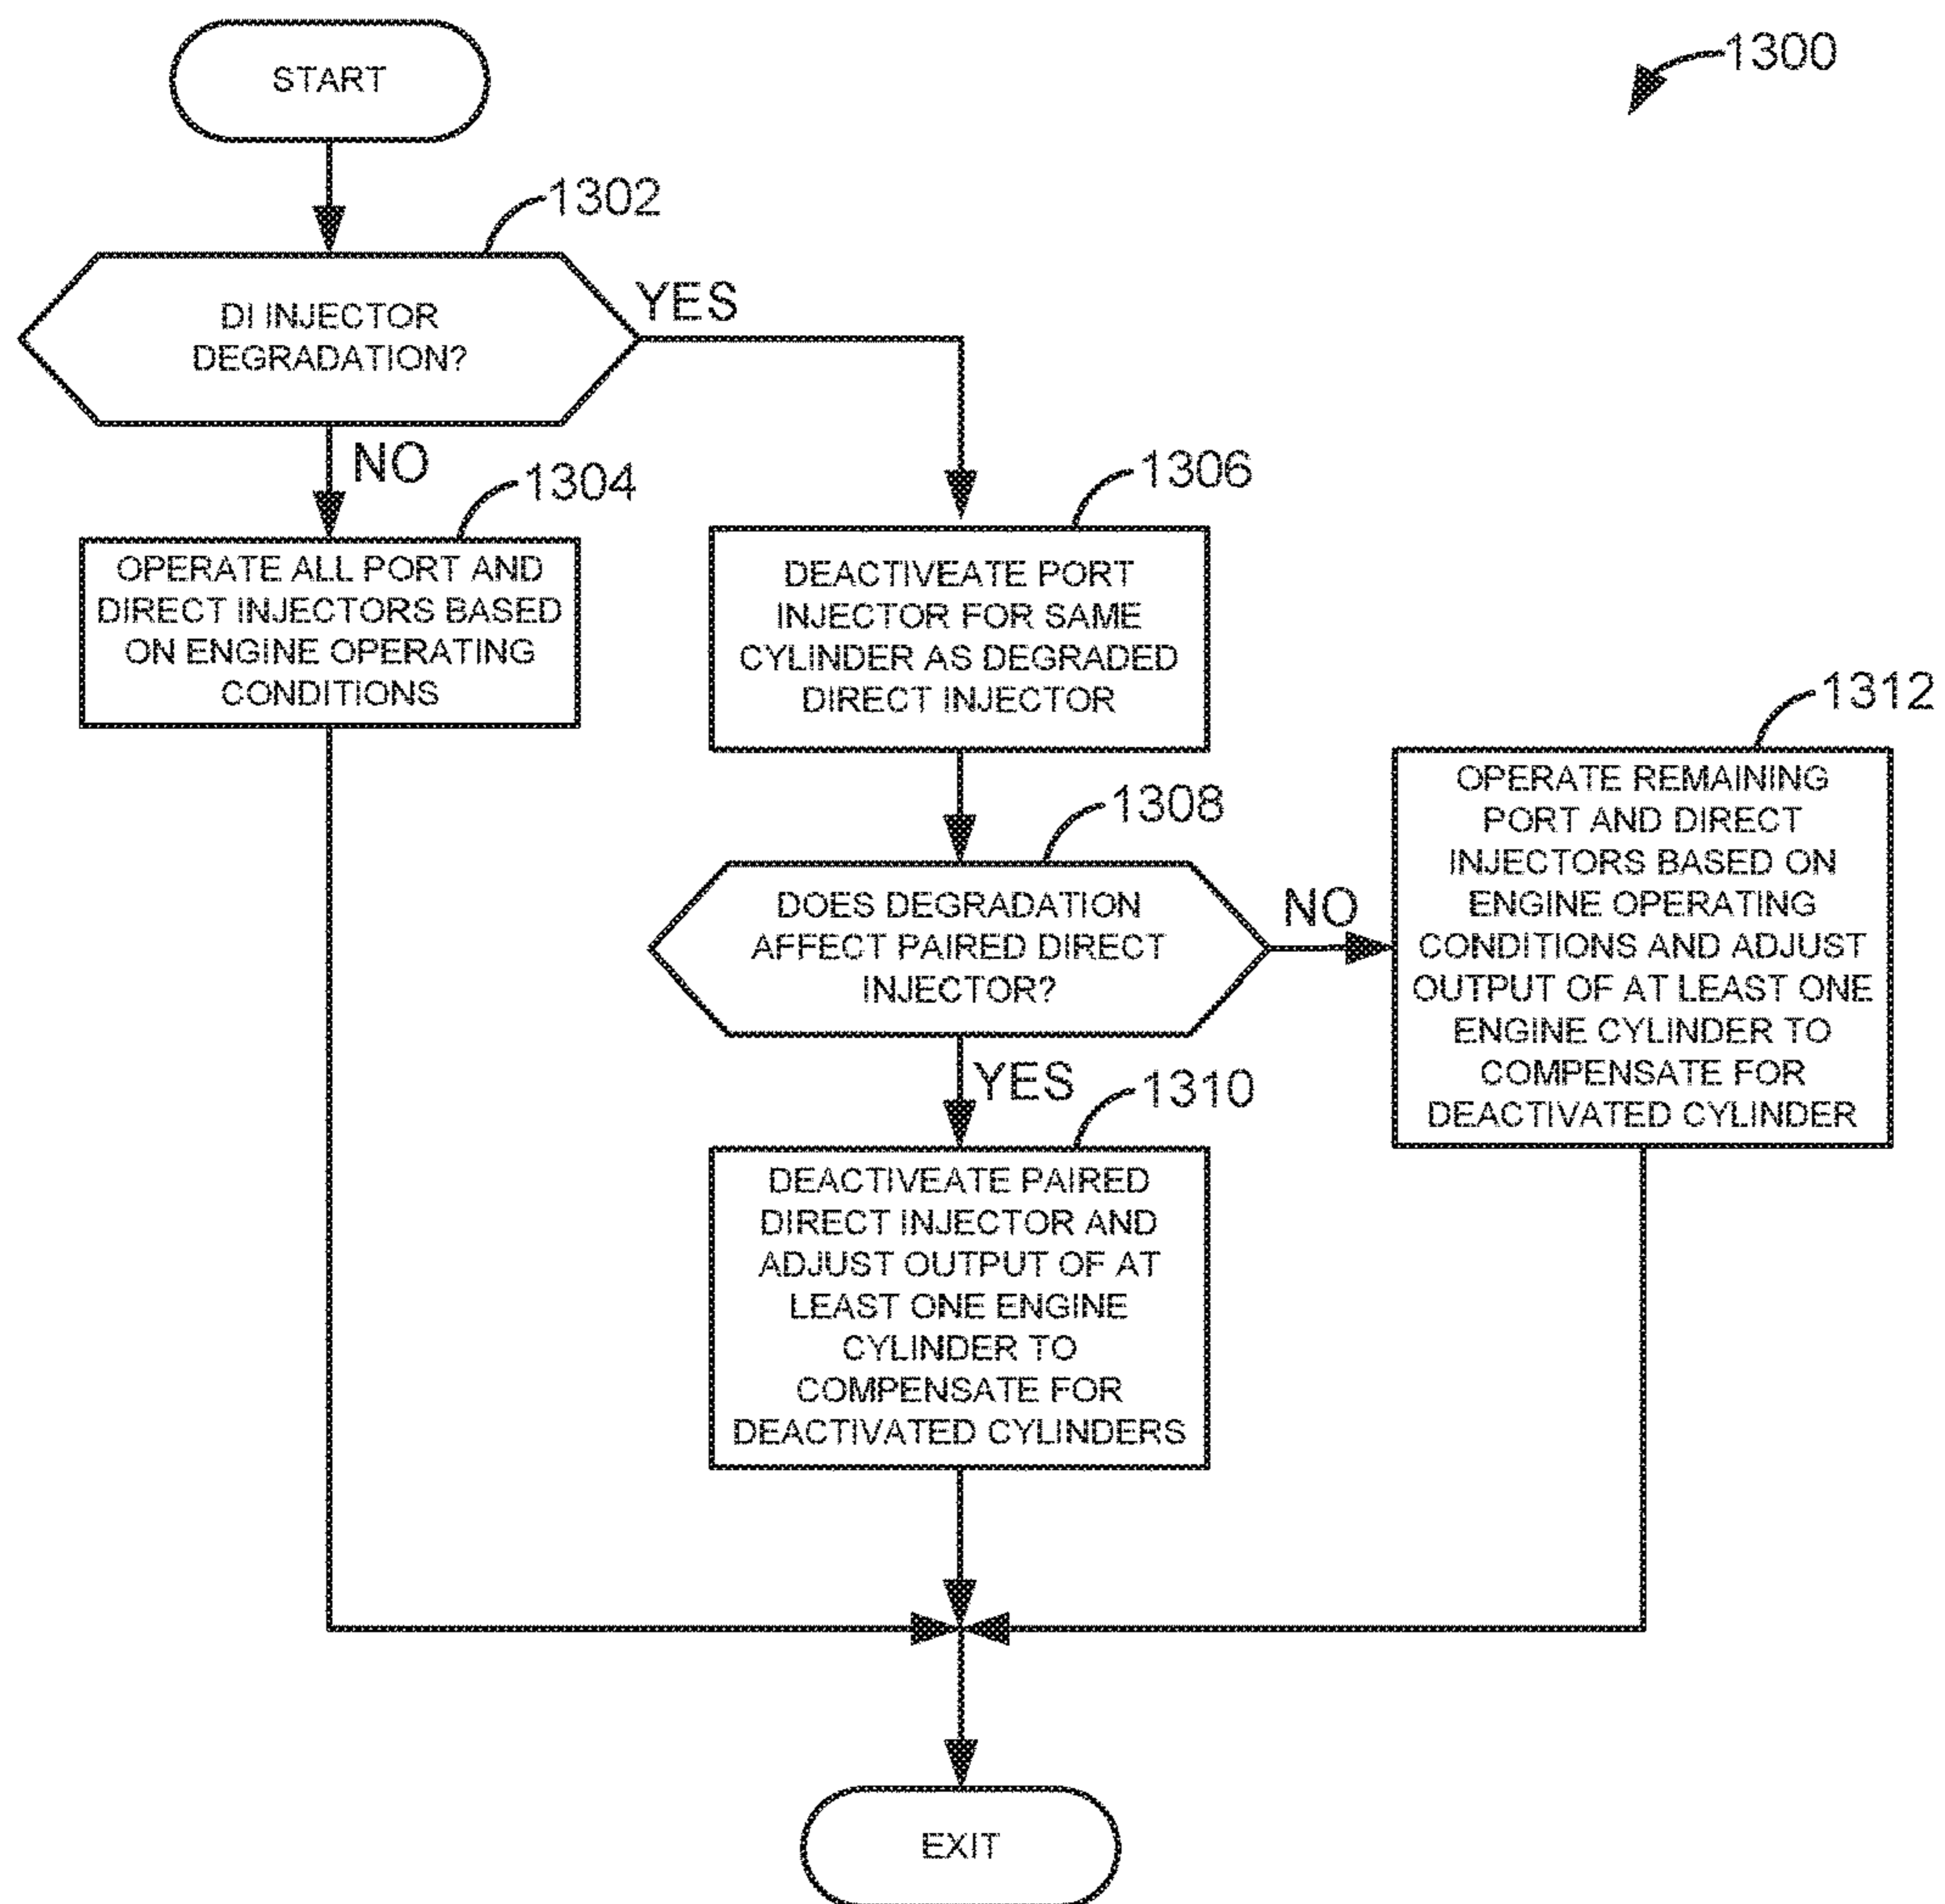 START
1300
1302
DI INJECTOR
DEGRADATION?
YES
NO
1304
OPERATE ALL PORT AND
DIRECT INJECTORS BASED
ON ENGINE OPERATING
CONDITIONS
1306
DEACTIVEATE PORT
INJECTOR FOR SAME
CYLINDER AS DEGRADED
DIRECT INJECTOR
1308
DOES DEGRADATION
AFFECT PAIRED DIRECT
INJECTOR?
NO
1312
OPERATE REMAINING
PORT AND DIRECT
INJECTORS BASED ON
ENGINE OPERATING
CONDITIONS AND ADJUST
OUTPUT OF AT LEAST ONE
ENGINE CYLINDER TO
COMPENSATE FOR
DEACTIVATED CYLINDER
YES
1310
DEACTIVEATE PAIRED
DIRECT INJECTOR AND
ADJUST OUTPUT OF AT
LEAST ONE ENGINE
CYLINDER TO
COMPENSATE FOR
DEACTIVATED CYLINDERS
EXIT